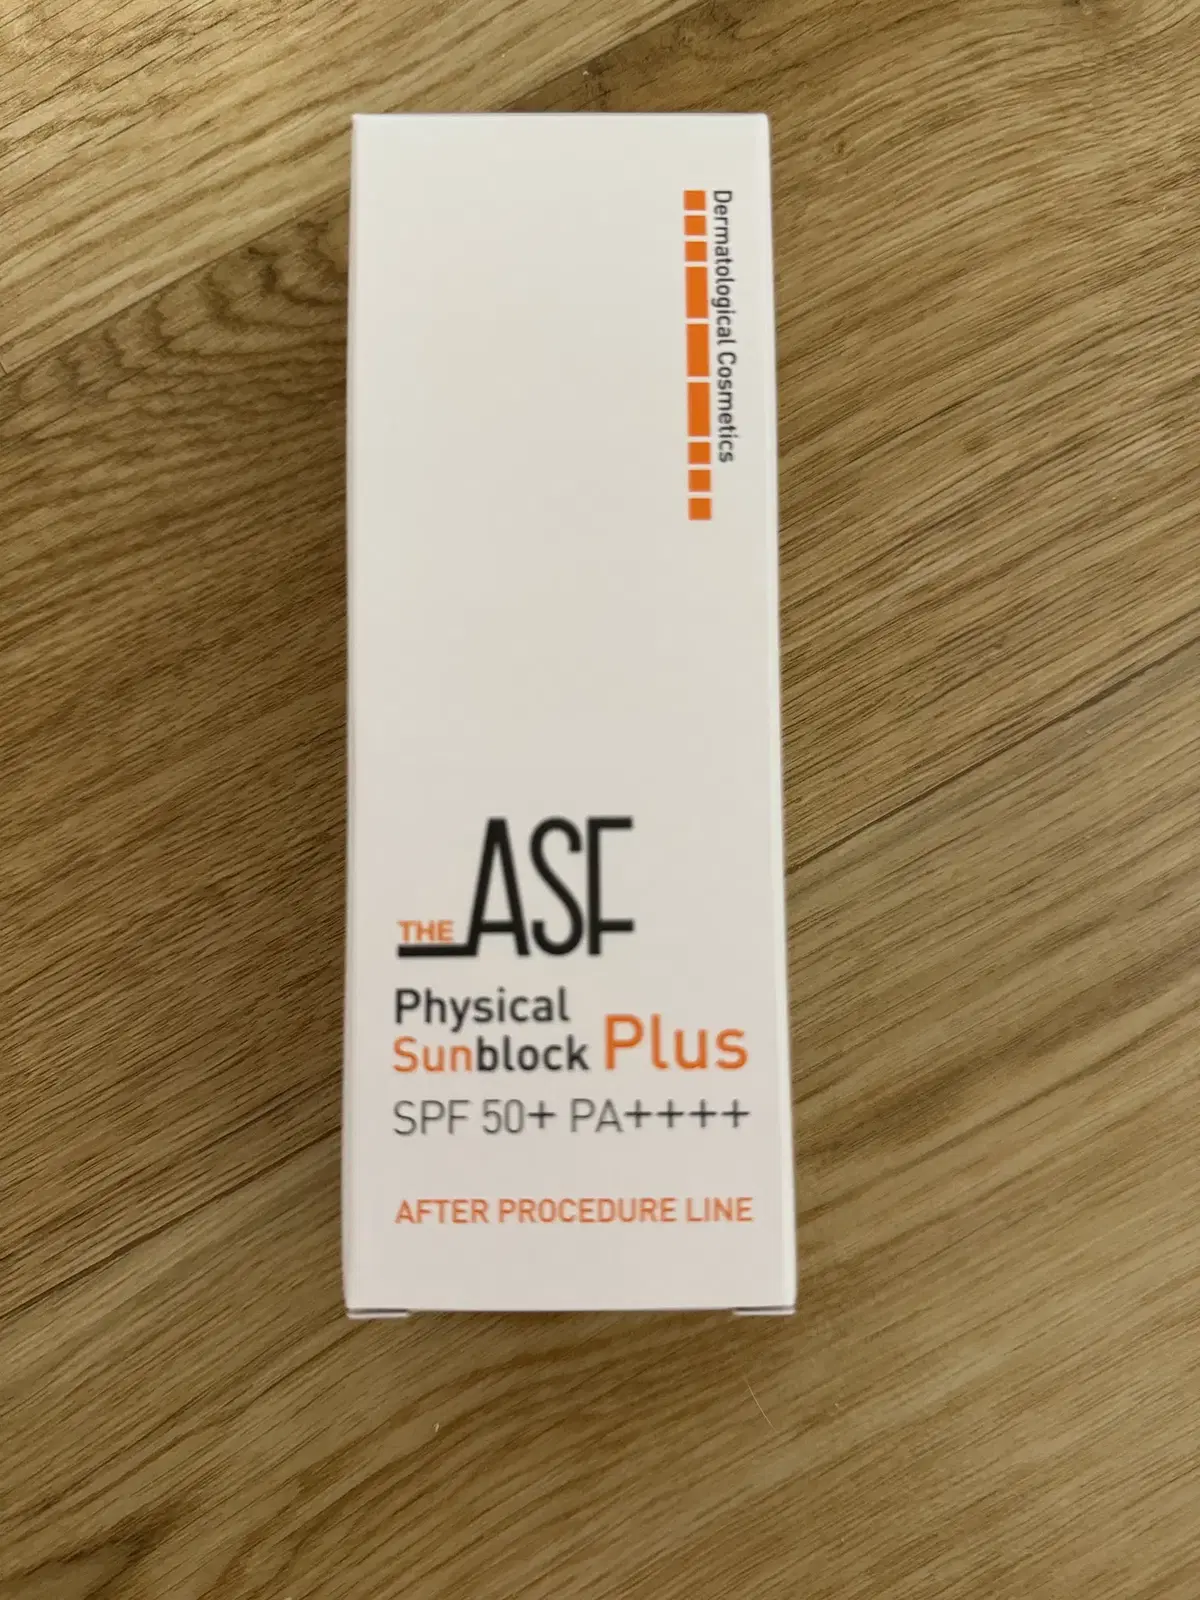 Dermatological Cosmetics
THE ASF
Physical
Sunblock Plus
SPF 50+ PA++++
AFTER PROCEDURE LINE